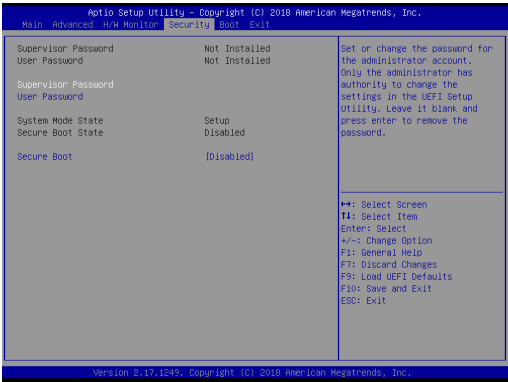 Aptio Setup Utility - Copyright (C) 2018 American Megatrends, Inc.
Main Advanced H/W Monitor Security Boot Exit
Supervisor Password Not Installed
User Password Not Installed
Supervisor Password
User Password
System Mode State Setup
Secure Boot State Disabled
Secure Boot [Disabled]
Set or change the password for
the administrator account.
Only the administrator has
authority to change the
settings in the UEFI Setup
Utility. Leave it blank and
press enter to remove the
password.
↔: Select Screen
↑↓: Select Item
Enter: Select
+/-: Change Option
F1: General Help
F7: Discard Changes
F9: Load UEFI Defaults
F10: Save and Exit
ESC: Exit
Version 2.17.1249. Copyright (C) 2018 American Megatrends, Inc.